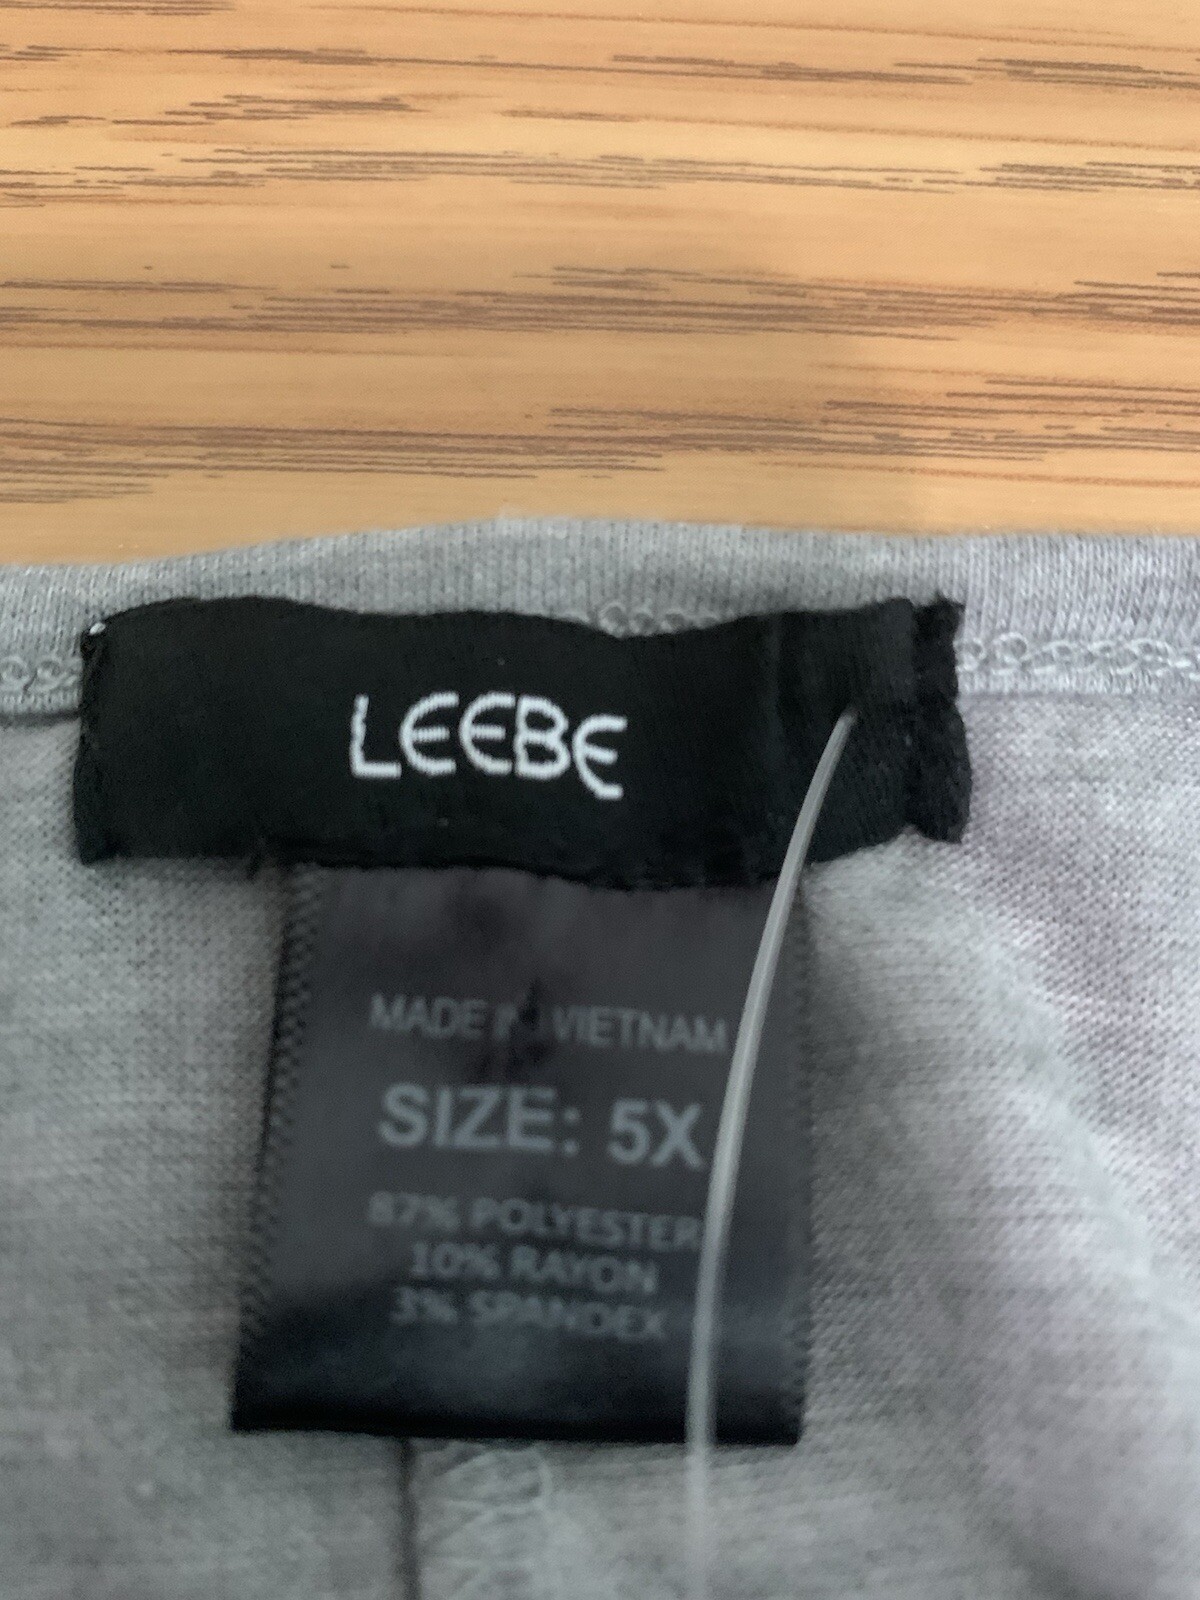 LEEBE
MADE IN VIETNAM
SIZE: 5X
87% POLYESTER
10% RAYON
3% SPANDEX